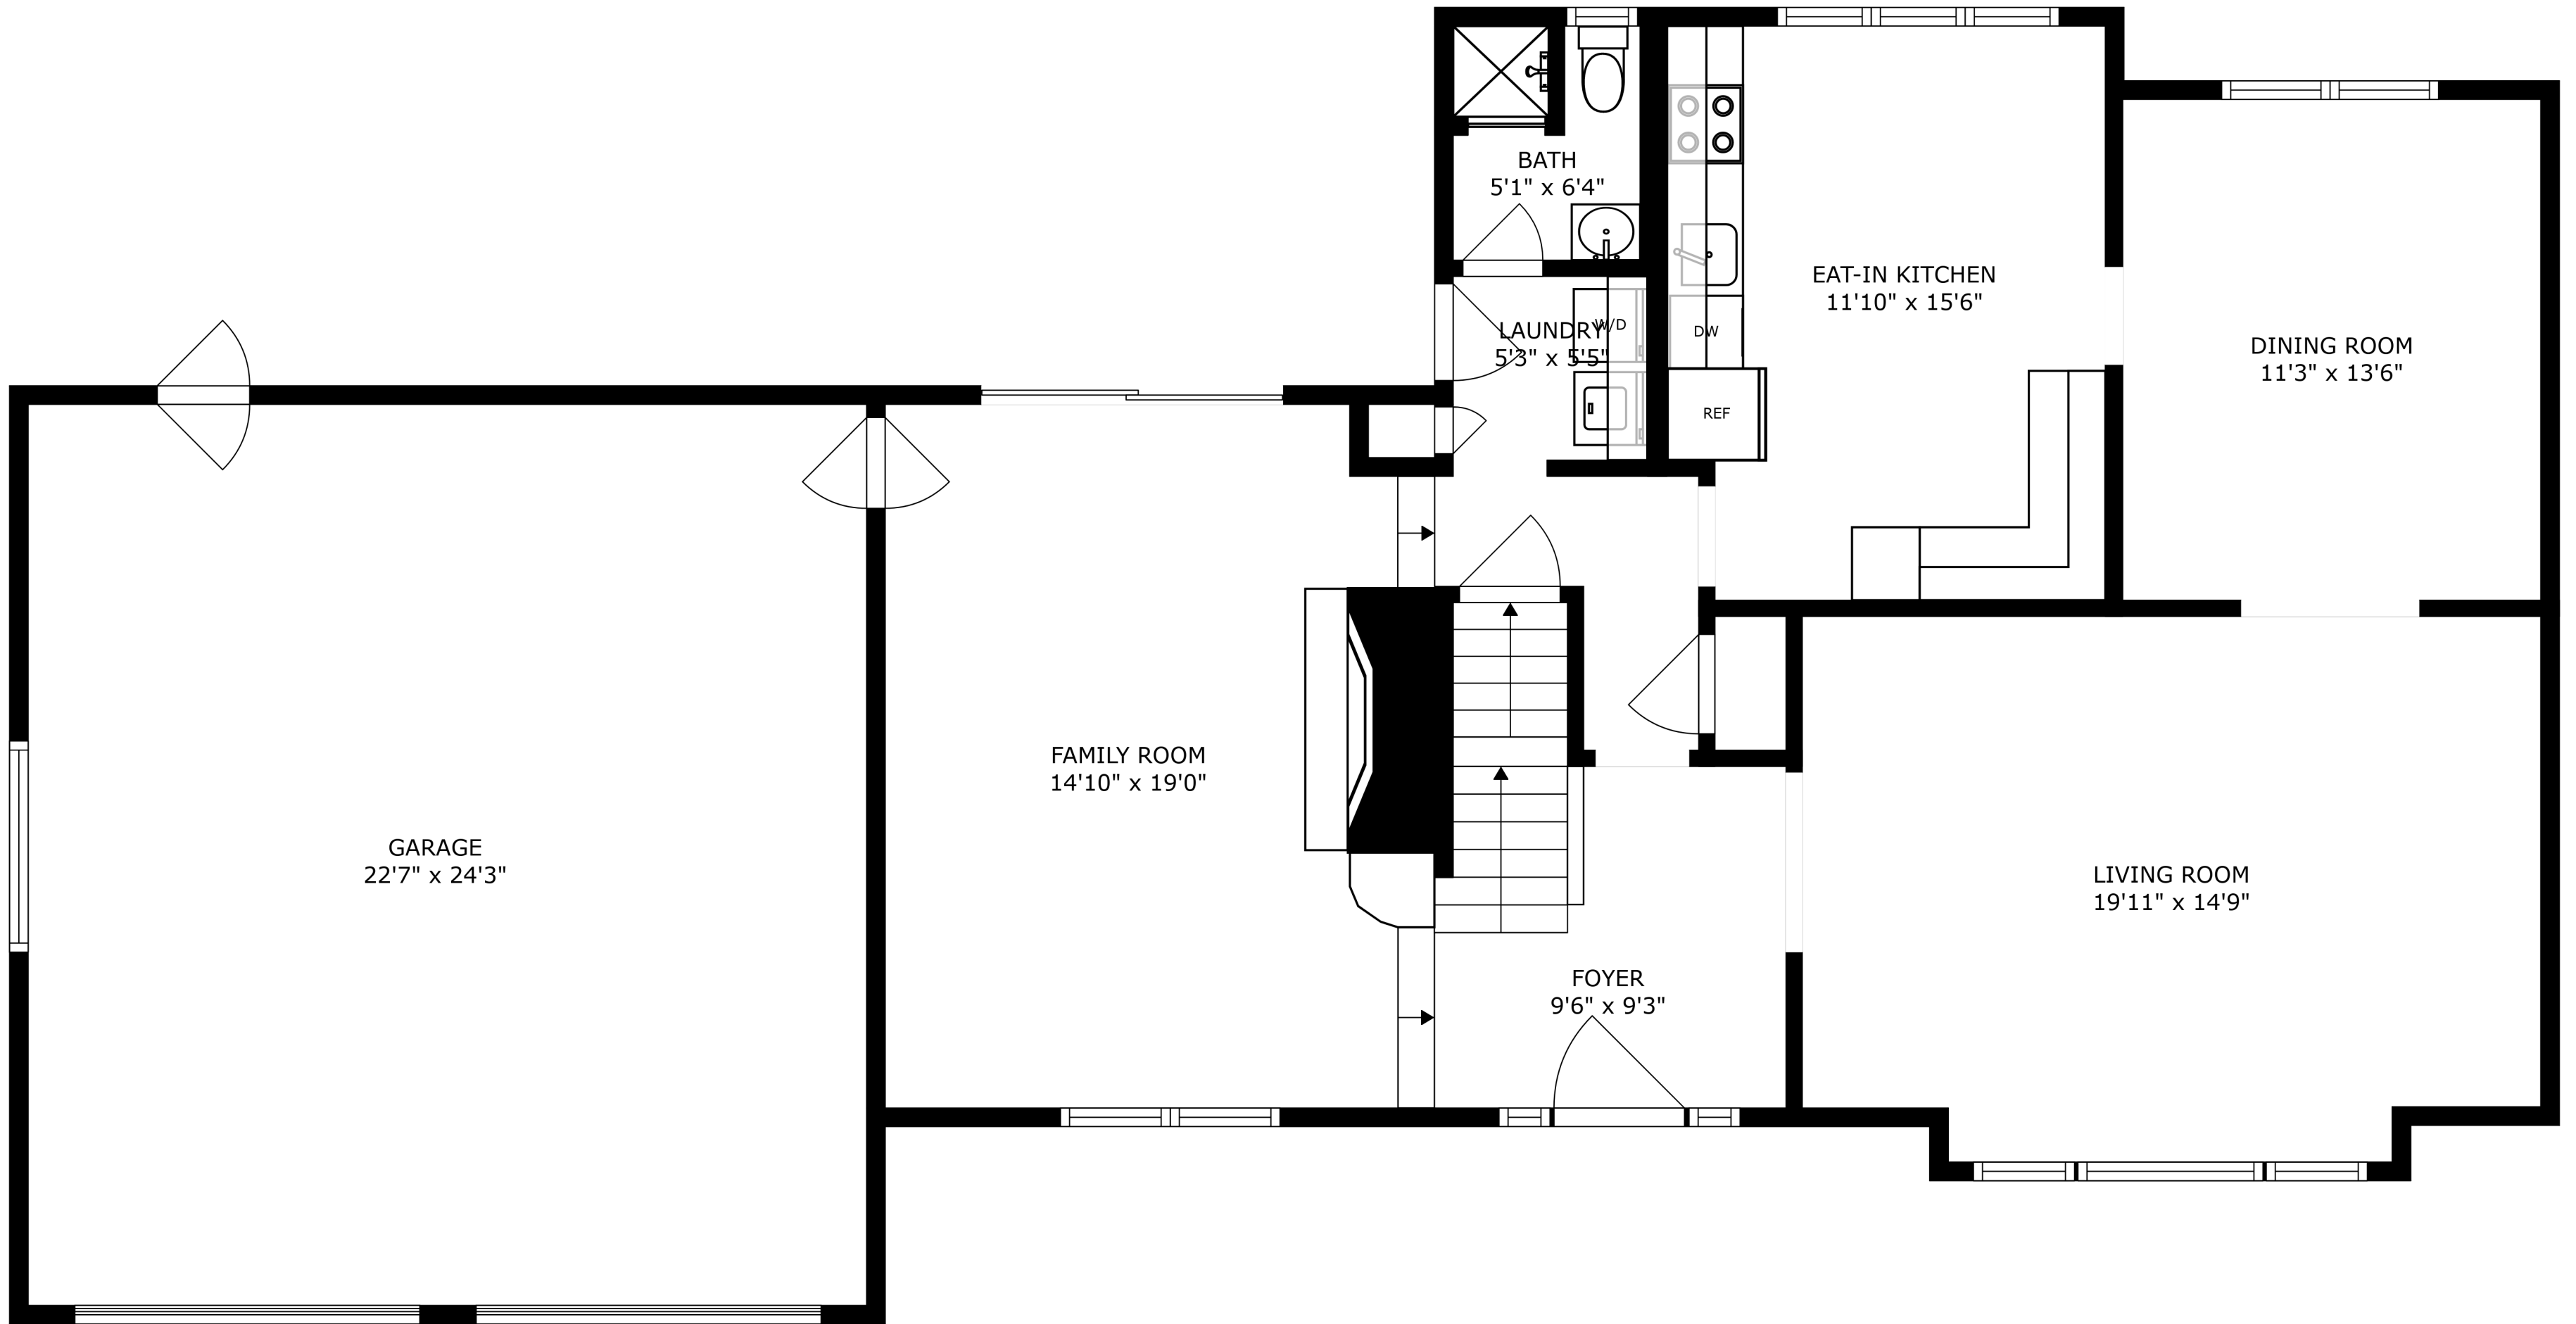 BATH
5'1" x 6'4"
EAT-IN KITCHEN
11'10" x 15'6"
LAUNDRY
5'3" x 5'5"
W/D
DW
REF
DINING ROOM
11'3" x 13'6"
FAMILY ROOM
14'10" x 19'0"
GARAGE
22'7" x 24'3"
LIVING ROOM
19'11" x 14'9"
FOYER
9'6" x 9'3"